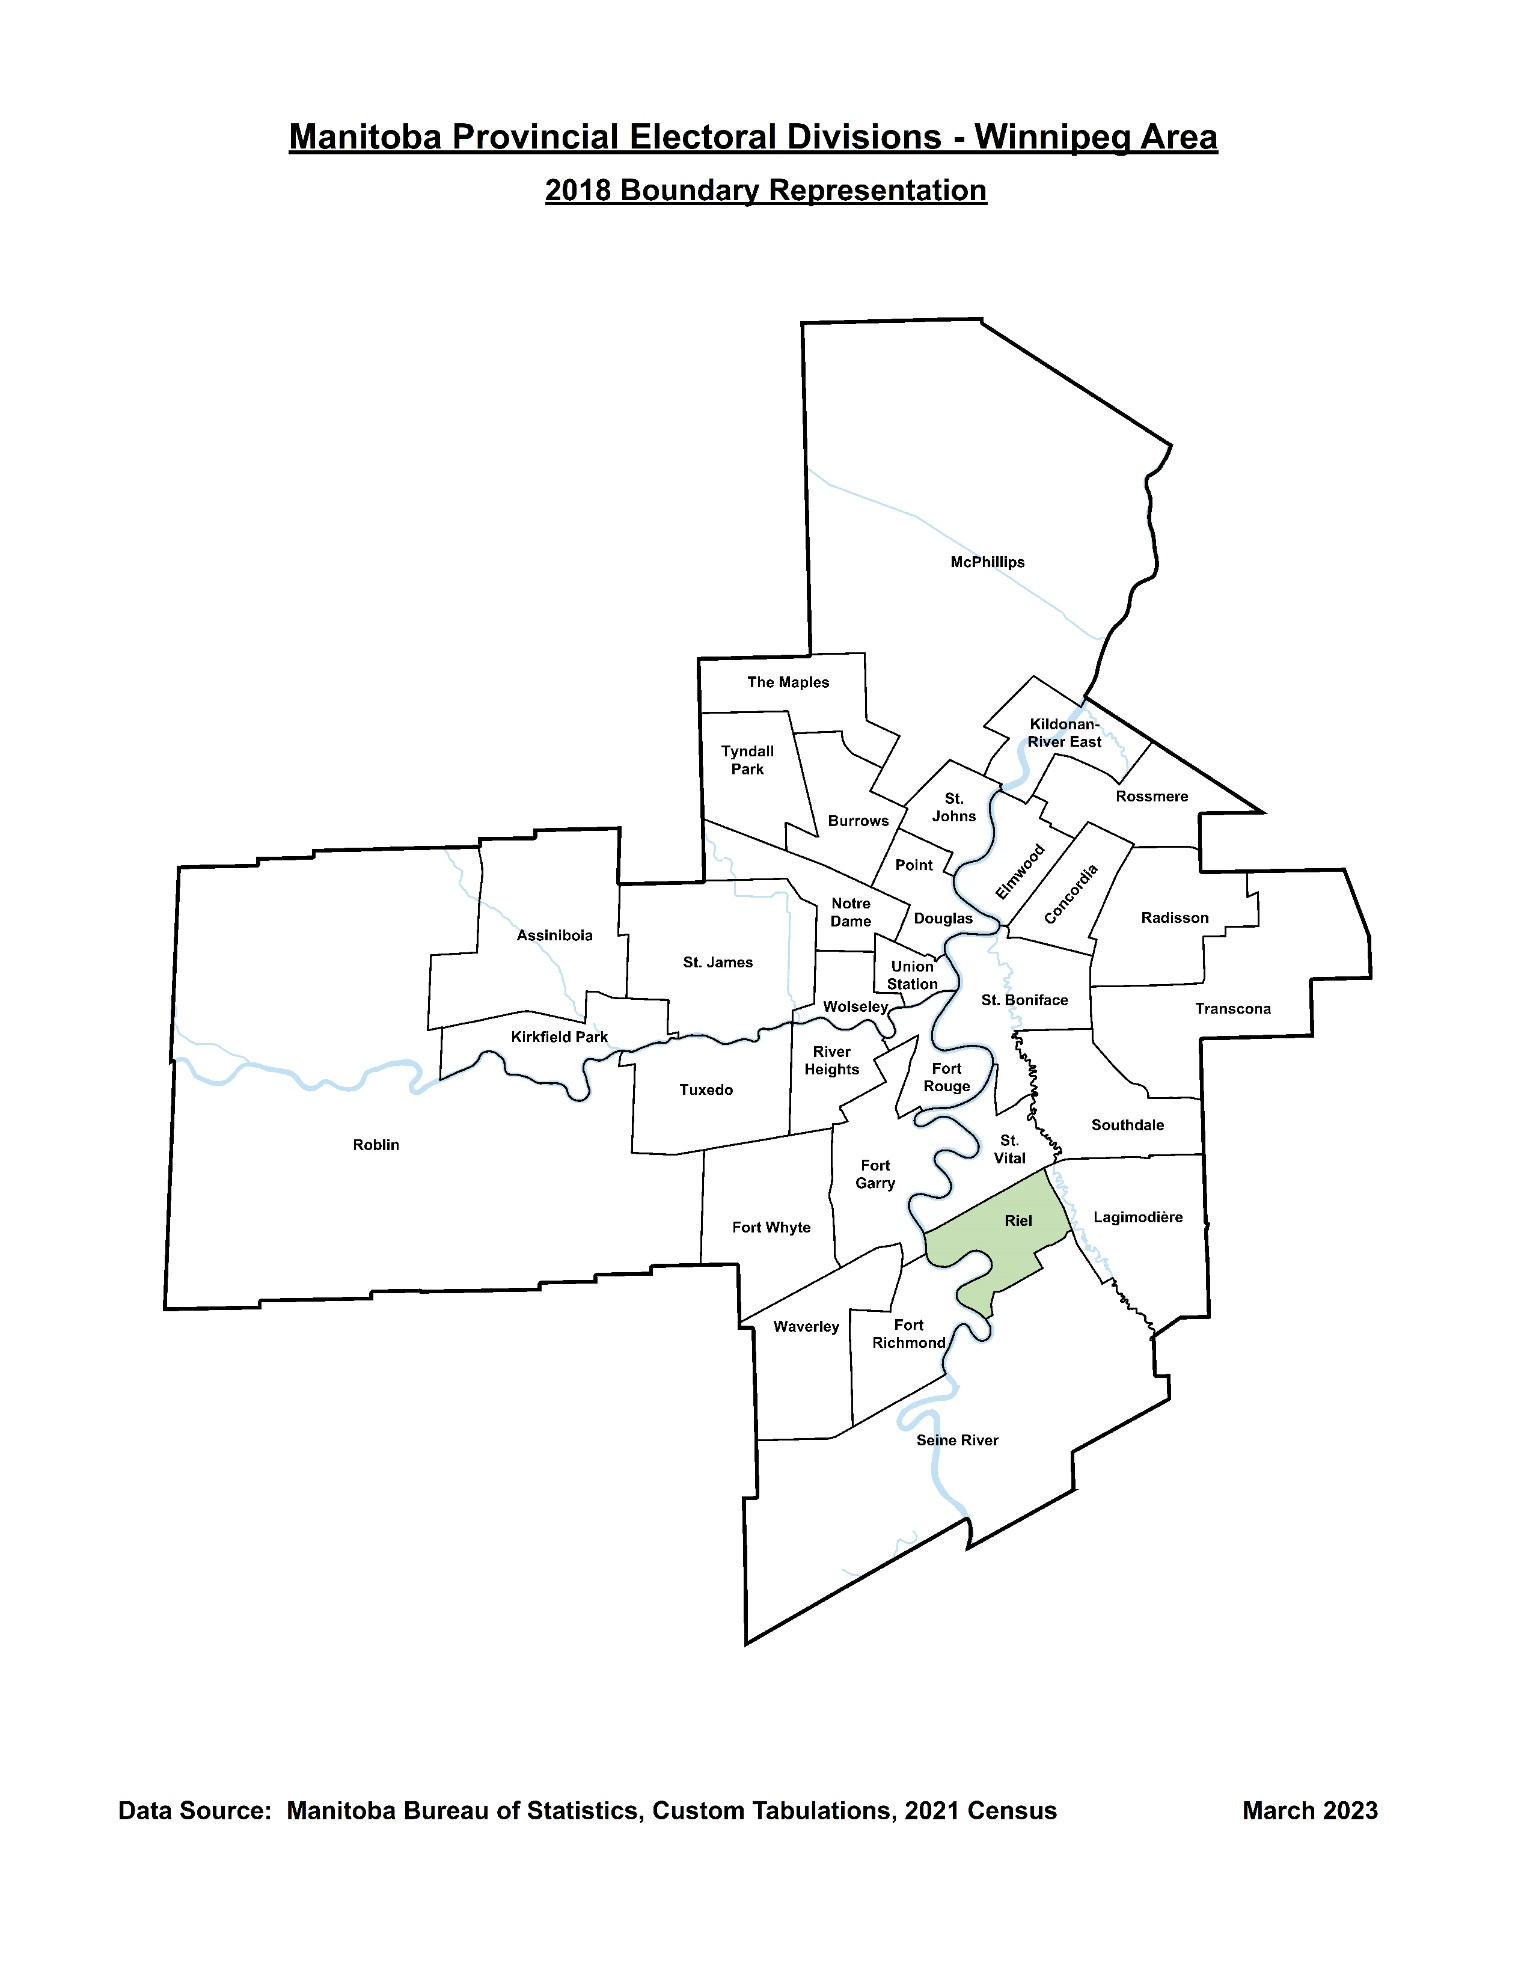 Manitoba Provincial Electoral Divisions - Winnipeg Area
2018 Boundary Representation
McPhillips
The Maples
Kildonan-
River East
Tyndall
Park
Rossmere
St.
Johns
Burrows
Point
Elmwood
Concordia
Notre
Dame
Douglas
Radisson
Assiniboia
St. James
Union
Station
St. Boniface
Wolseley
Transcona
Kirkfield Park
River
Heights
Fort
Rouge
Tuxedo
Southdale
Roblin
St.
Vital
Fort
Garry
Riel
Lagimodière
Fort Whyte
Waverley
Fort
Richmond
Seine River
Data Source: Manitoba Bureau of Statistics, Custom Tabulations, 2021 Census
March 2023